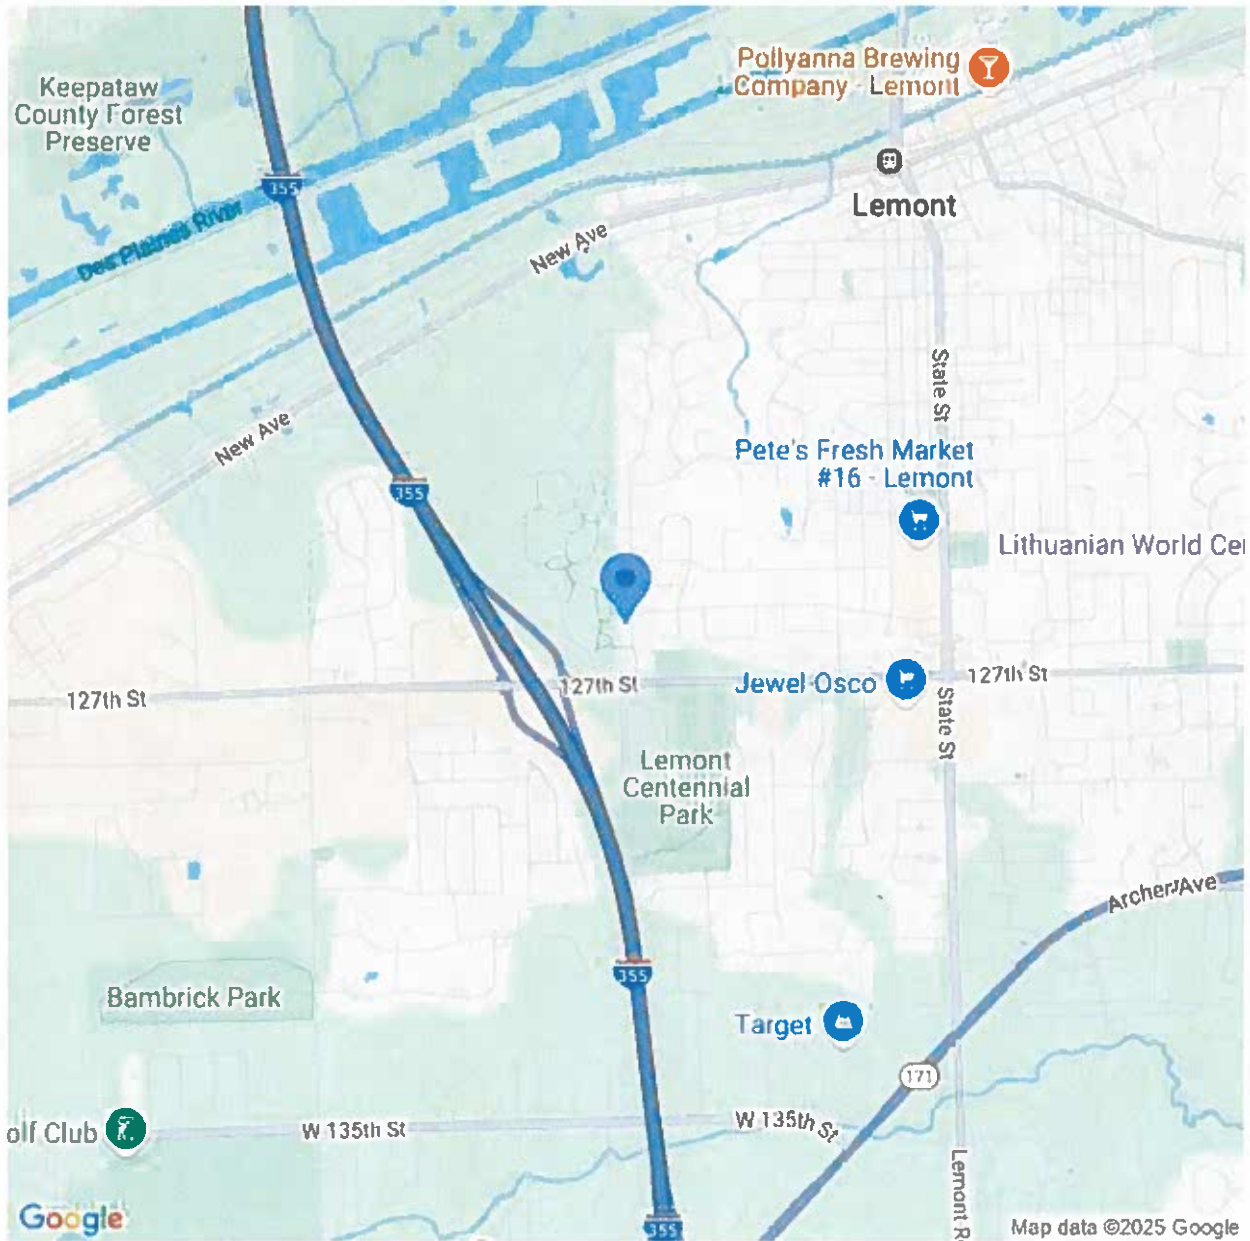 Pollyanna Brewing
Company - Lemont
Keepataw
County Forest
Preserve
355
Lemont
Des Plaines River
New Ave
State St
New Ave
Pete's Fresh Market
#16 - Lemont
355
Lithuanian World Cer
127th St
127th St
Jewel-Osco
127th St
State St
Lemont
Centennial
Park
Archer Ave
355
Bambrick Park
Target
171
olf Club
W 135th St
W 135th St
Lemont R
Google
355
Map data ©2025 Google